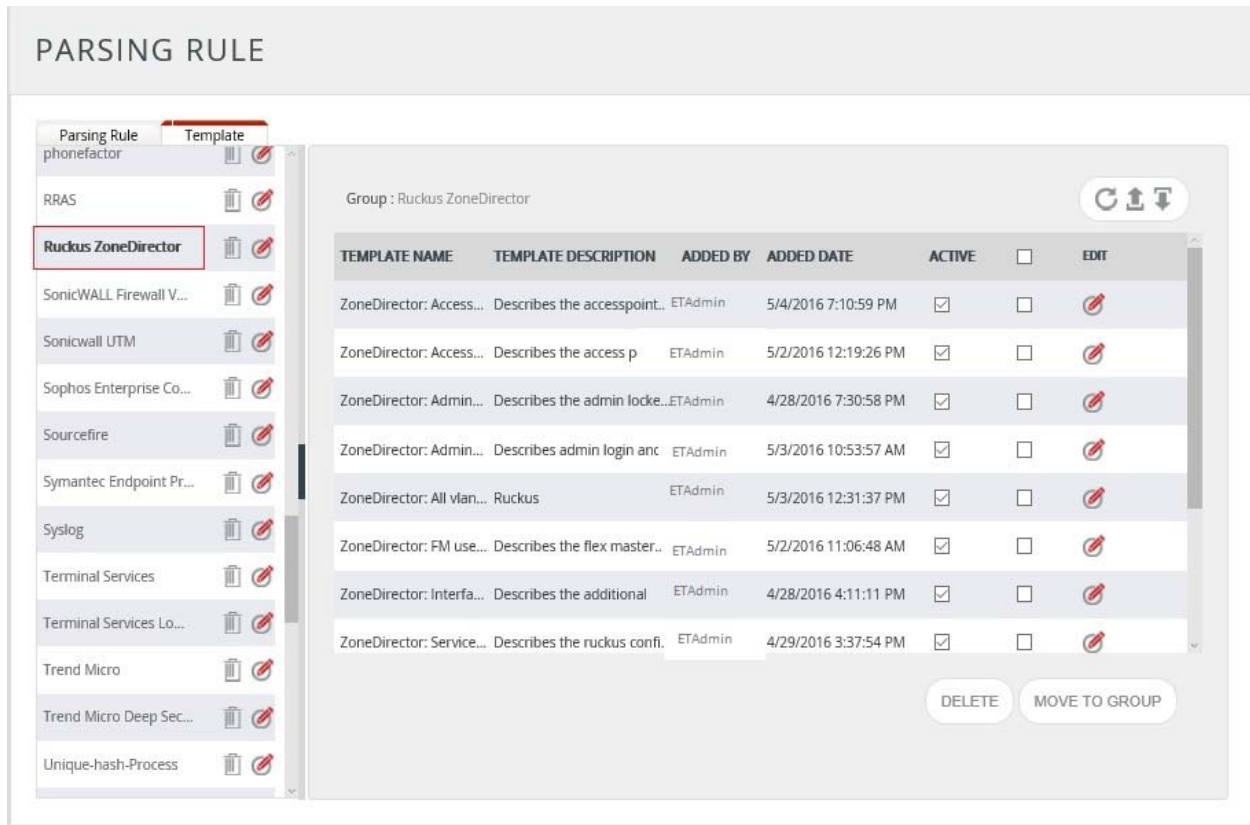 PARSING RULE
Parsing Rule
Template
phonefactor
RRAS
Ruckus ZoneDirector
SonicWALL Firewall V...
Sonicwall UTM
Sophos Enterprise Co...
Sourcefire
Symantec Endpoint Pr...
Syslog
Terminal Services
Terminal Services Lo...
Trend Micro
Trend Micro Deep Sec...
Unique-hash-Process
Group : Ruckus ZoneDirector
TEMPLATE NAME TEMPLATE DESCRIPTION ADDED BY ADDED DATE ACTIVE EDIT
ZoneDirector: Access... Describes the accesspoint.. ETAdmin 5/4/2016 7:10:59 PM
ZoneDirector: Access... Describes the access p ETAdmin 5/2/2016 12:19:26 PM
ZoneDirector: Admin... Describes the admin locke...ETAdmin 4/28/2016 7:30:58 PM
ZoneDirector: Admin... Describes admin login anc ETAdmin 5/3/2016 10:53:57 AM
ZoneDirector: All vlan... Ruckus ETAdmin 5/3/2016 12:31:37 PM
ZoneDirector: FM use... Describes the flex master.. ETAdmin 5/2/2016 11:06:48 AM
ZoneDirector: Interfa... Describes the additional ETAdmin 4/28/2016 4:11:11 PM
ZoneDirector: Service... Describes the ruckus confi. ETAdmin 4/29/2016 3:37:54 PM
DELETE
MOVE TO GROUP